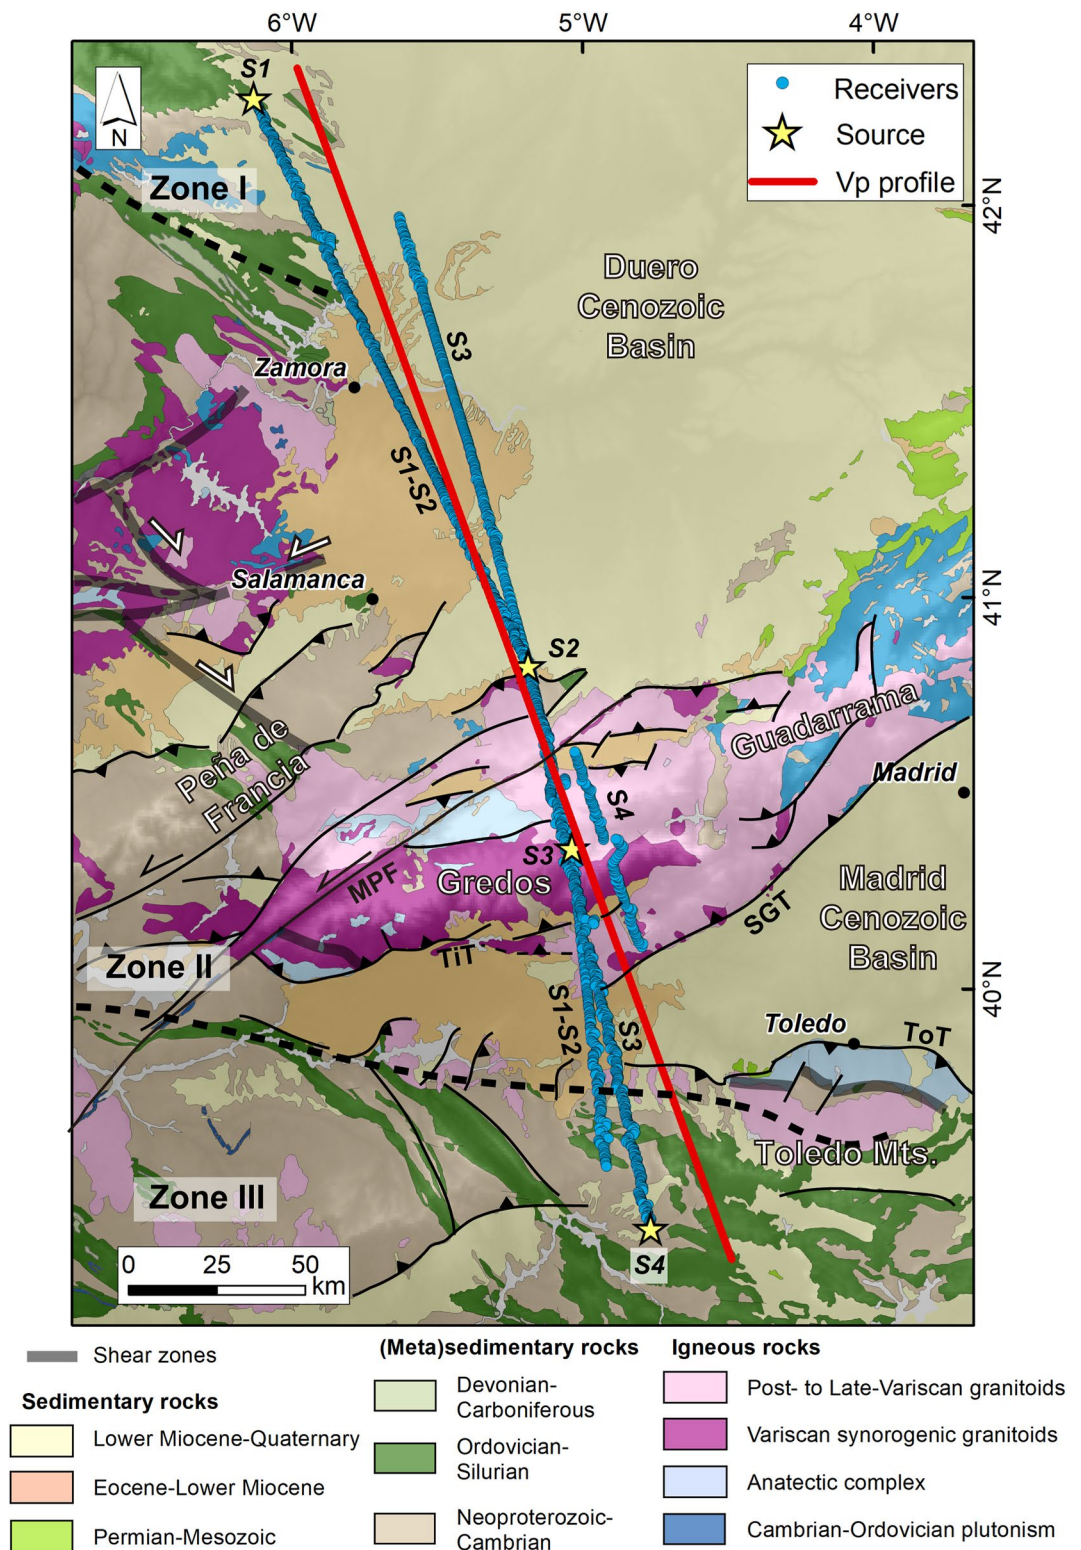 6°W
5°W
4°W
S1
N
Receivers
Source
Vp profile
Zone I
42°N
Duero
Cenozoic
Basin
S3
Zamora
S1-S2
Salamanca
41°N
S2
Peña de
Francia
Guadarrama
Madrid
S4
S3
MPF
Gredos
Madrid
Cenozoic
Basin
SGT
TiT
Zone II
40°N
S1-S2
S3
Toledo
ToT
Toledo Mts.
Zone III
S4
0
25
50
km
Shear zones
Sedimentary rocks
Lower Miocene-Quaternary
Eocene-Lower Miocene
Permian-Mesozoic
(Meta)sedimentary rocks
Devonian-
Carboniferous
Ordovician-
Silurian
Neoproterozoic-
Cambrian
Igneous rocks
Post- to Late-Variscan granitoids
Variscan synorogenic granitoids
Anatectic complex
Cambrian-Ordovician plutonism